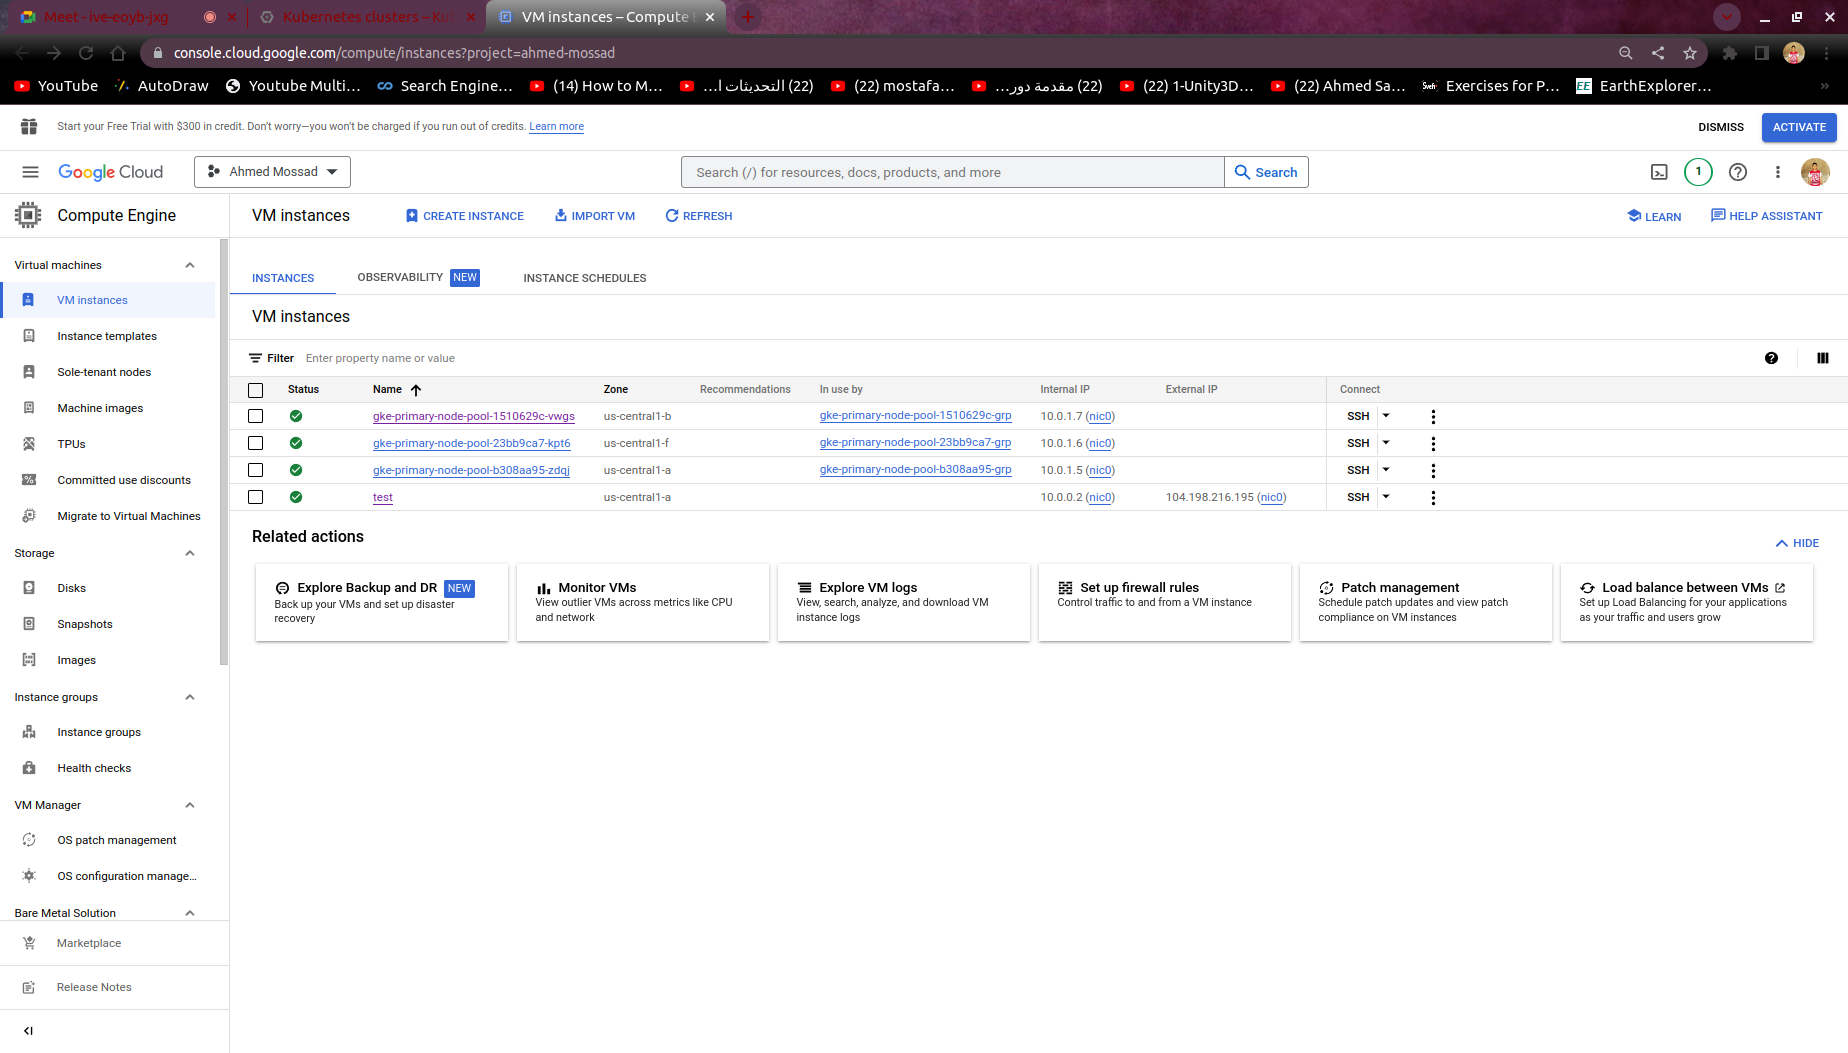 Meet - ive-eoyb-jxg
Kubernetes clusters – Ku
VM instances – Compute E
console.cloud.google.com/compute/instances?project=ahmed-mossad
YouTube
AutoDraw
Youtube Multi...
Search Engine...
(14) How to M...
(22) التحديثات ا...
(22) mostafa...
(22) مقدمة دور...
(22) 1-Unity3D...
(22) Ahmed Sa...
Exercises for P...
EarthExplorer...
Start your Free Trial with $300 in credit. Don't worry—you won't be charged if you run out of credits. Learn more
DISMISS
ACTIVATE
Google Cloud
Ahmed Mossad
Search (/) for resources, docs, products, and more
Search
1
Compute Engine
VM instances
CREATE INSTANCE
IMPORT VM
REFRESH
LEARN
HELP ASSISTANT
Virtual machines
VM instances
Instance templates
Sole-tenant nodes
Machine images
TPUs
Committed use discounts
Migrate to Virtual Machines
Storage
Disks
Snapshots
Images
Instance groups
Instance groups
Health checks
VM Manager
OS patch management
OS configuration manage...
Bare Metal Solution
Marketplace
Release Notes
INSTANCES
OBSERVABILITY NEW
INSTANCE SCHEDULES
VM instances
Filter Enter property name or value
Status Name Zone Recommendations In use by Internal IP External IP Connect
gke-primary-node-pool-1510629c-vwgs us-central1-b gke-primary-node-pool-1510629c-grp 10.0.1.7 (nic0) SSH
gke-primary-node-pool-23bb9ca7-kpt6 us-central1-f gke-primary-node-pool-23bb9ca7-grp 10.0.1.6 (nic0) SSH
gke-primary-node-pool-b308aa95-zdqj us-central1-a gke-primary-node-pool-b308aa95-grp 10.0.1.5 (nic0) SSH
test us-central1-a 10.0.0.2 (nic0) 104.198.216.195 (nic0) SSH
Related actions
HIDE
Explore Backup and DR NEW
Back up your VMs and set up disaster
recovery
Monitor VMs
View outlier VMs across metrics like CPU
and network
Explore VM logs
View, search, analyze, and download VM
instance logs
Set up firewall rules
Control traffic to and from a VM instance
Patch management
Schedule patch updates and view patch
compliance on VM instances
Load balance between VMs
Set up Load Balancing for your applications
as your traffic and users grow